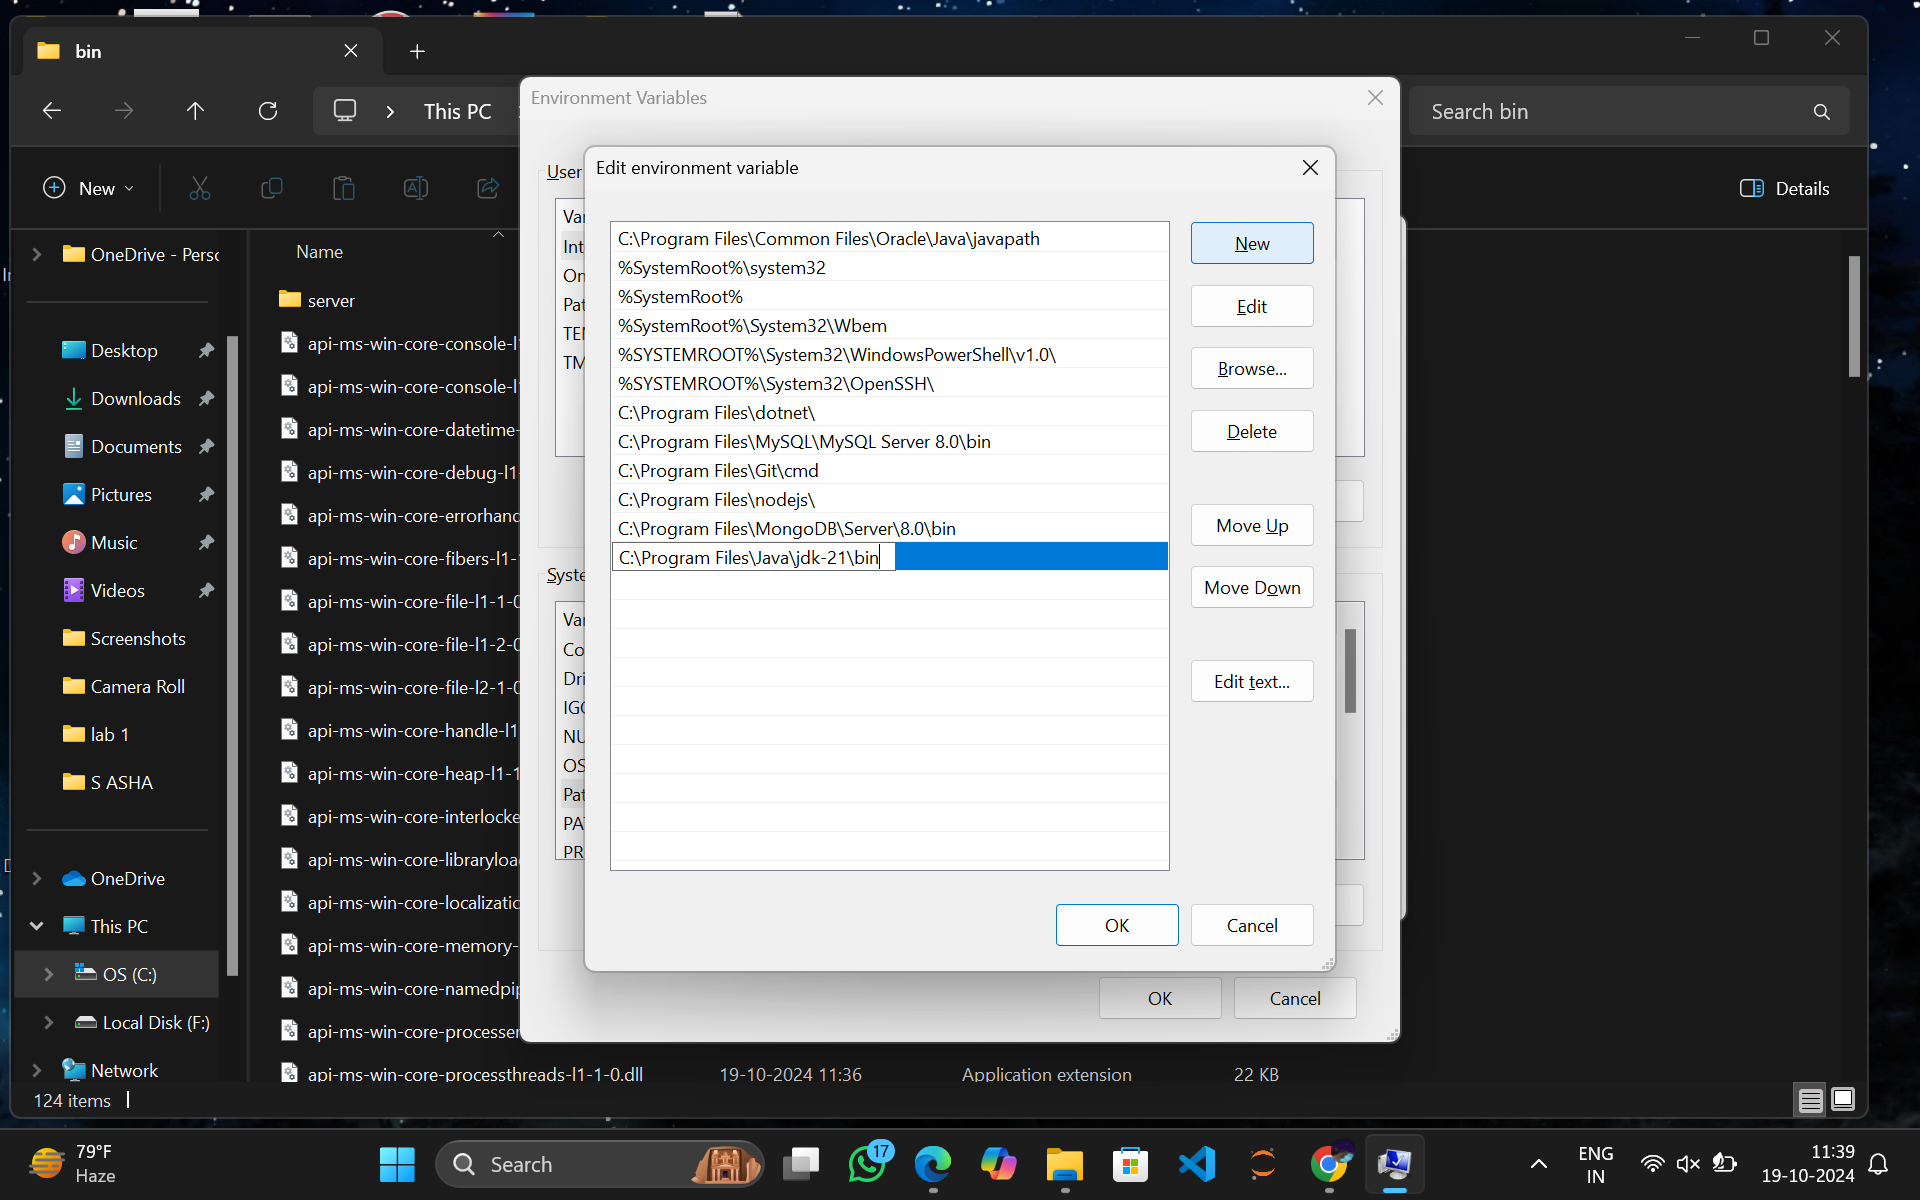 bin
This PC
Search bin
New
Details
OneDrive - Perso
Desktop
Downloads
Documents
Pictures
Music
Videos
Screenshots
Camera Roll
lab 1
S ASHA
OneDrive
This PC
OS (C:)
Local Disk (F:)
Network
Name
server
api-ms-win-core-console-l
api-ms-win-core-console-l
api-ms-win-core-datetime-
api-ms-win-core-debug-l1-
api-ms-win-core-errorhand
api-ms-win-core-fibers-l1-
api-ms-win-core-file-l1-1-0
api-ms-win-core-file-l1-2-0
api-ms-win-core-file-l2-1-0
api-ms-win-core-handle-l1
api-ms-win-core-heap-l1-1
api-ms-win-core-interlocke
api-ms-win-core-libraryloa
api-ms-win-core-localizatio
api-ms-win-core-memory-
api-ms-win-core-namedpip
api-ms-win-core-processer
api-ms-win-core-processthreads-l1-1-0.dll 19-10-2024 11:36 Application extension 22 KB
124 items
Environment Variables
User
Var
Int
On
Pat
TE
TM
Syste
Var
Co
Dri
IGC
NU
OS
Pat
PA
PR
OK
Cancel
Edit environment variable
C:\Program Files\Common Files\Oracle\Java\javapath
%SystemRoot%\system32
%SystemRoot%
%SystemRoot%\System32\Wbem
%SYSTEMROOT%\System32\WindowsPowerShell\v1.0\
%SYSTEMROOT%\System32\OpenSSH\
C:\Program Files\dotnet\
C:\Program Files\MySQL\MySQL Server 8.0\bin
C:\Program Files\Git\cmd
C:\Program Files\nodejs\
C:\Program Files\MongoDB\Server\8.0\bin
C:\Program Files\Java\jdk-21\bin
New
Edit
Browse...
Delete
Move Up
Move Down
Edit text...
OK
Cancel
79°F
Haze
Search
17
ENG
IN
11:39
19-10-2024